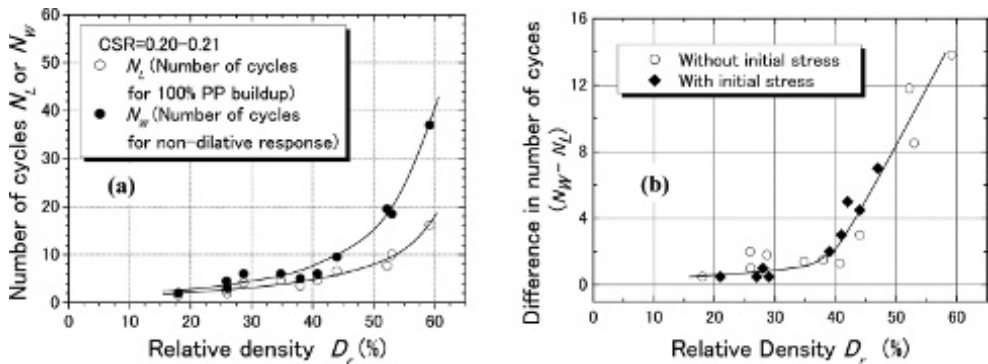 60
50
40
30
20
10
0
Number of cycles N_L or N_W
CSR=0.20-0.21
N_L (Number of cycles
for 100% PP buildup)
N_W (Number of cycles
for non-dilative response)
(a)
0 10 20 30 40 50 60
Relative density D_r (%)
16
12
8
4
0
Difference in number of cyces
(N_W - N_L)
Without initial stress
With initial stress
(b)
0 10 20 30 40 50 60
Relative Density D_r (%)